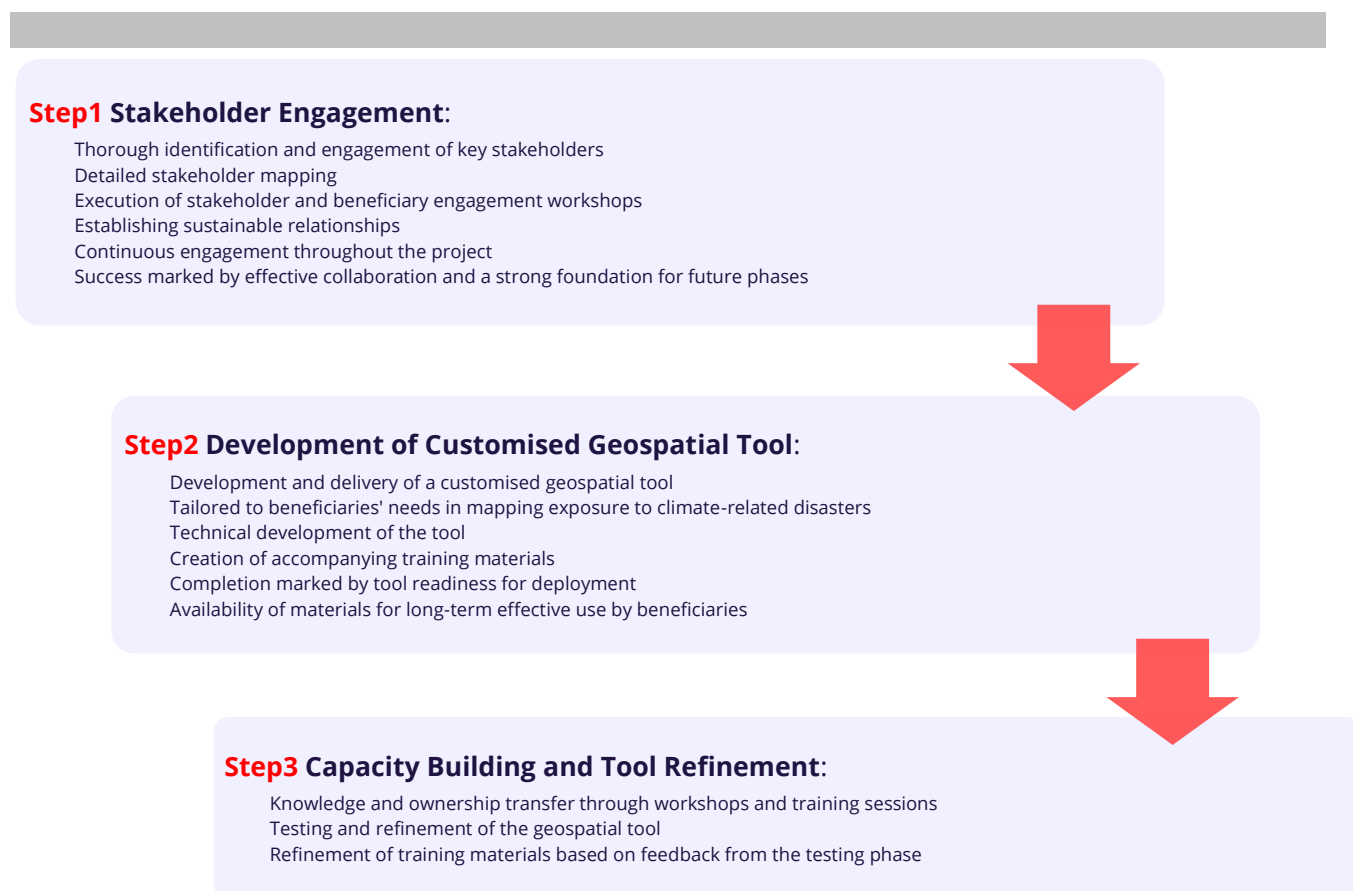 Step1 Stakeholder Engagement:
Thorough identification and engagement of key stakeholders
Detailed stakeholder mapping
Execution of stakeholder and beneficiary engagement workshops
Establishing sustainable relationships
Continuous engagement throughout the project
Success marked by effective collaboration and a strong foundation for future phases
Step2 Development of Customised Geospatial Tool:
Development and delivery of a customised geospatial tool
Tailored to beneficiaries' needs in mapping exposure to climate-related disasters
Technical development of the tool
Creation of accompanying training materials
Completion marked by tool readiness for deployment
Availability of materials for long-term effective use by beneficiaries
Step3 Capacity Building and Tool Refinement:
Knowledge and ownership transfer through workshops and training sessions
Testing and refinement of the geospatial tool
Refinement of training materials based on feedback from the testing phase